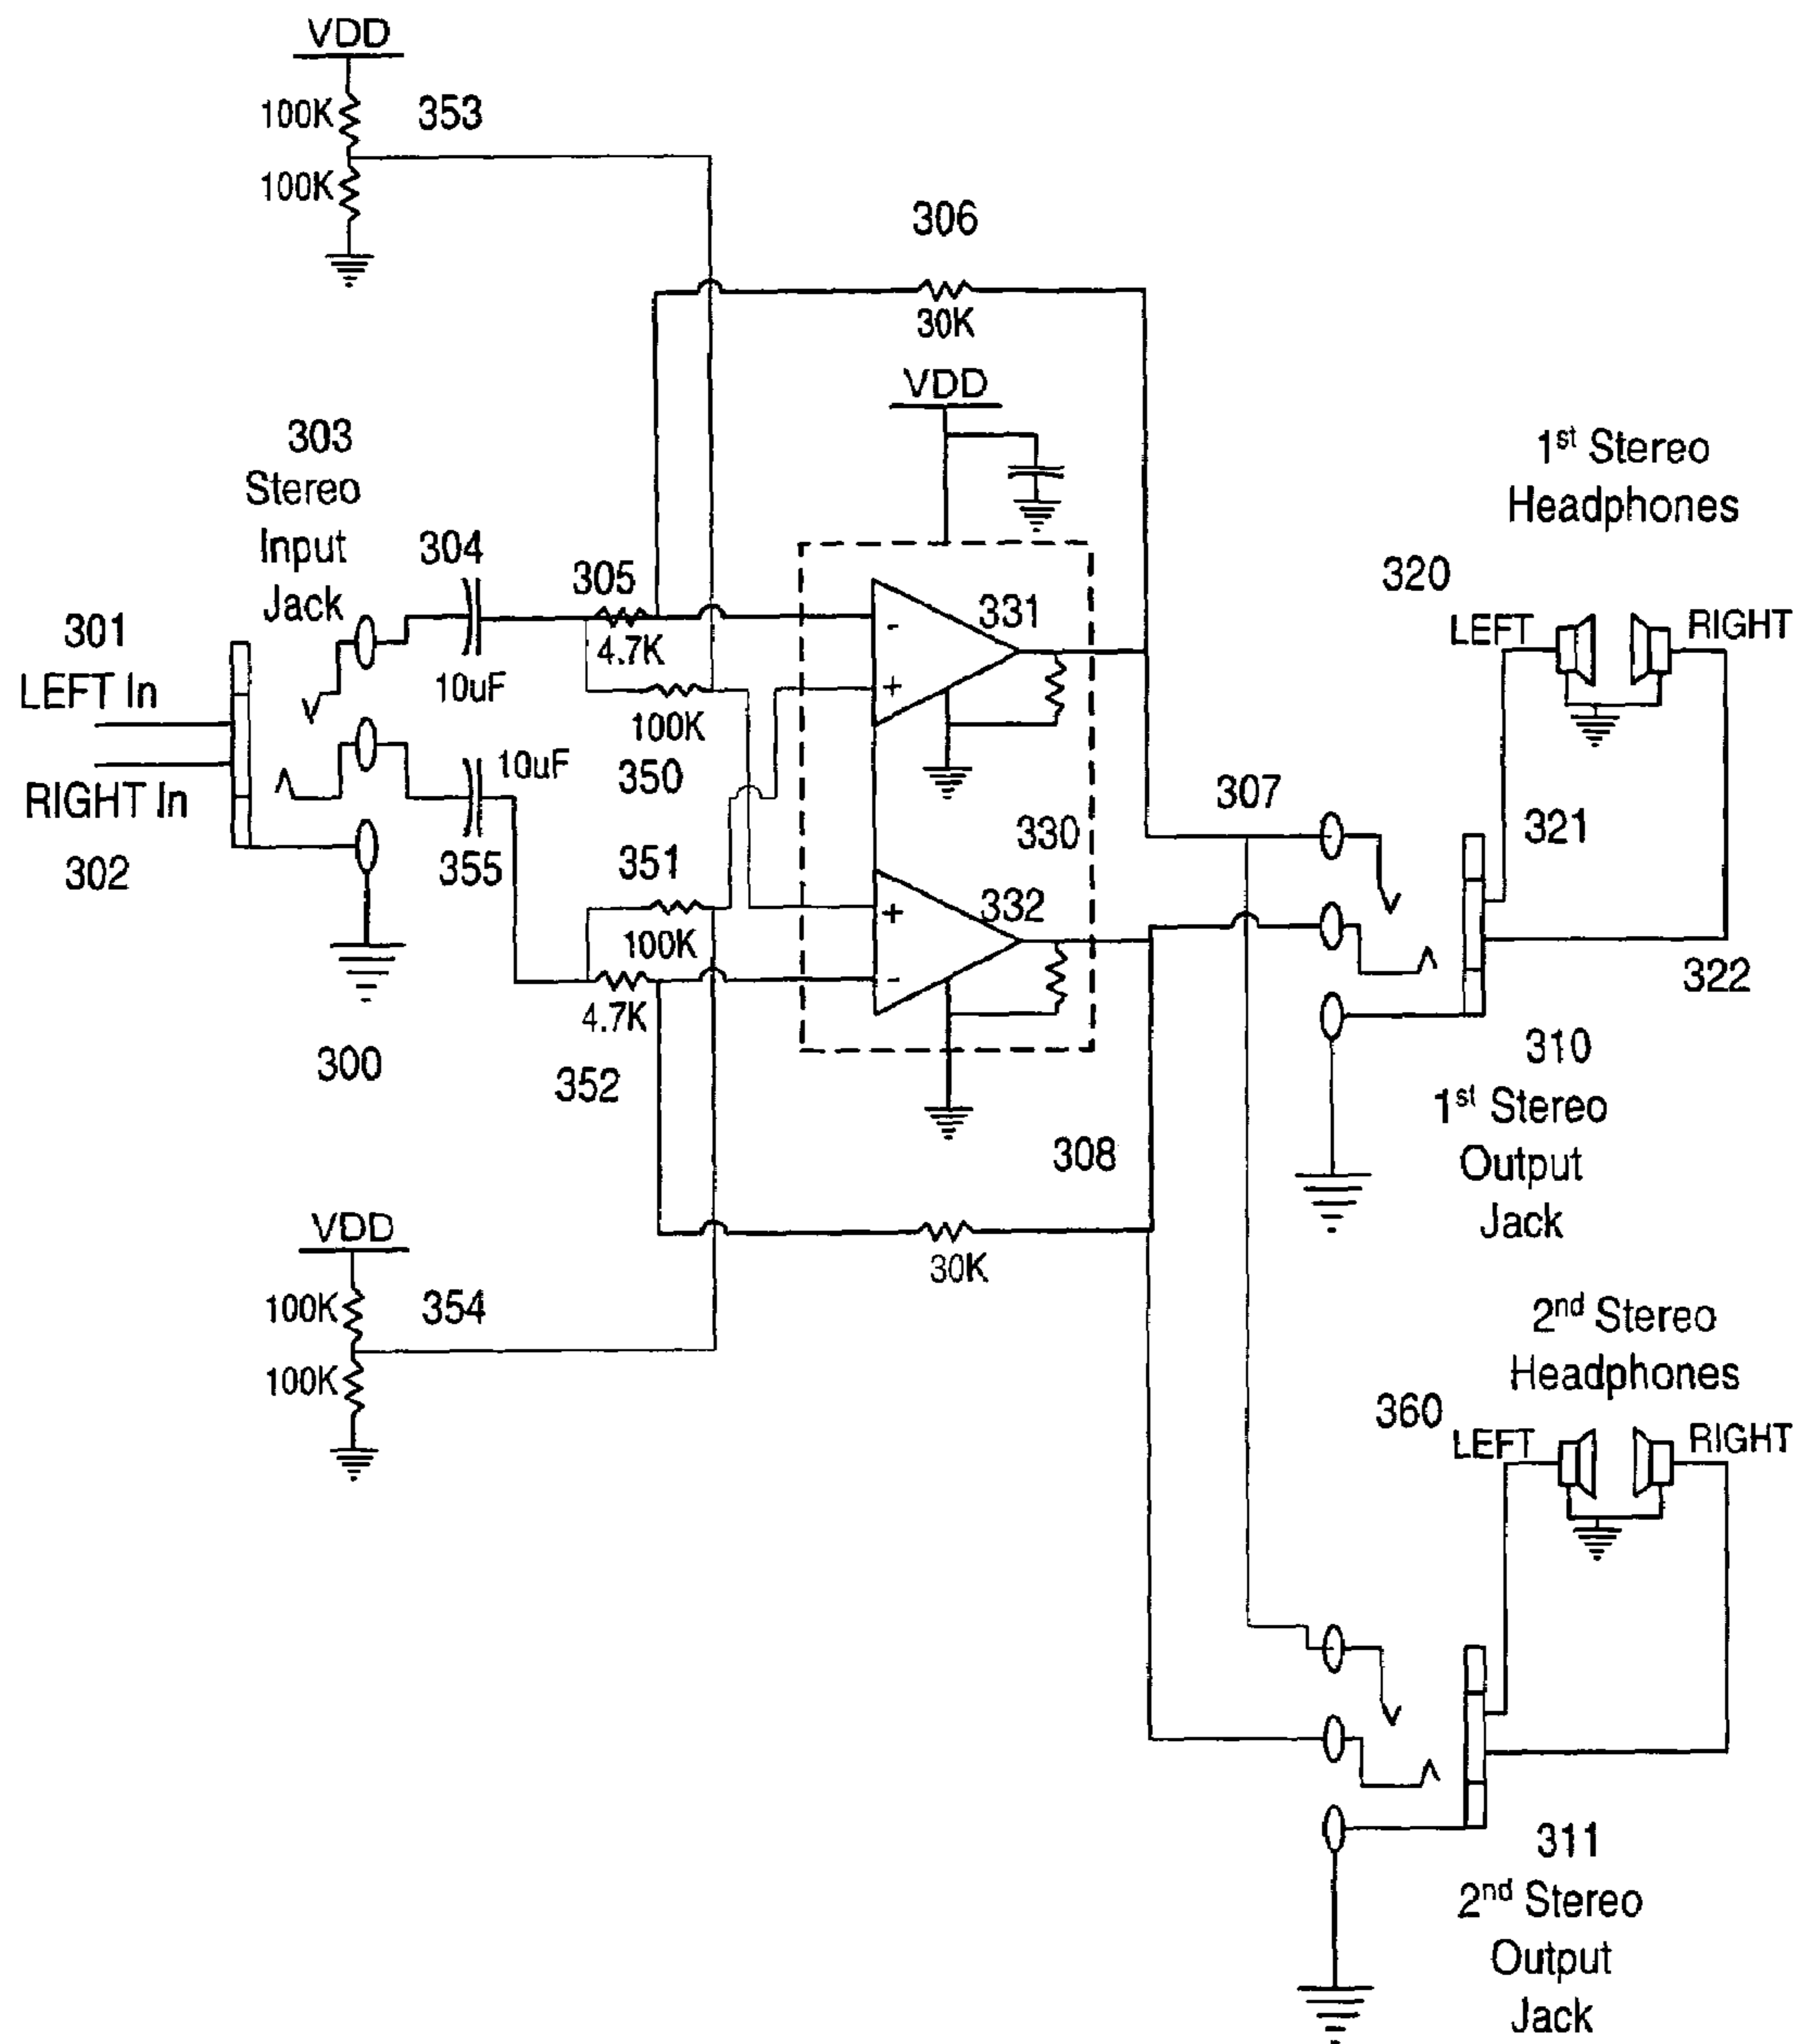 VDD
100K
353
100K
306
30K
VDD
303
Stereo
Input
Jack
304
10uF
305
4.7K
301
LEFT In
RIGHT In
302
100K
350
10uF
355
351
100K
4.7K
352
300
331
330
332
308
30K
307
1st Stereo
Headphones
320
LEFT
RIGHT
321
322
310
1st Stereo
Output
Jack
VDD
100K
354
100K
2nd Stereo
Headphones
360
LEFT
RIGHT
311
2nd Stereo
Output
Jack